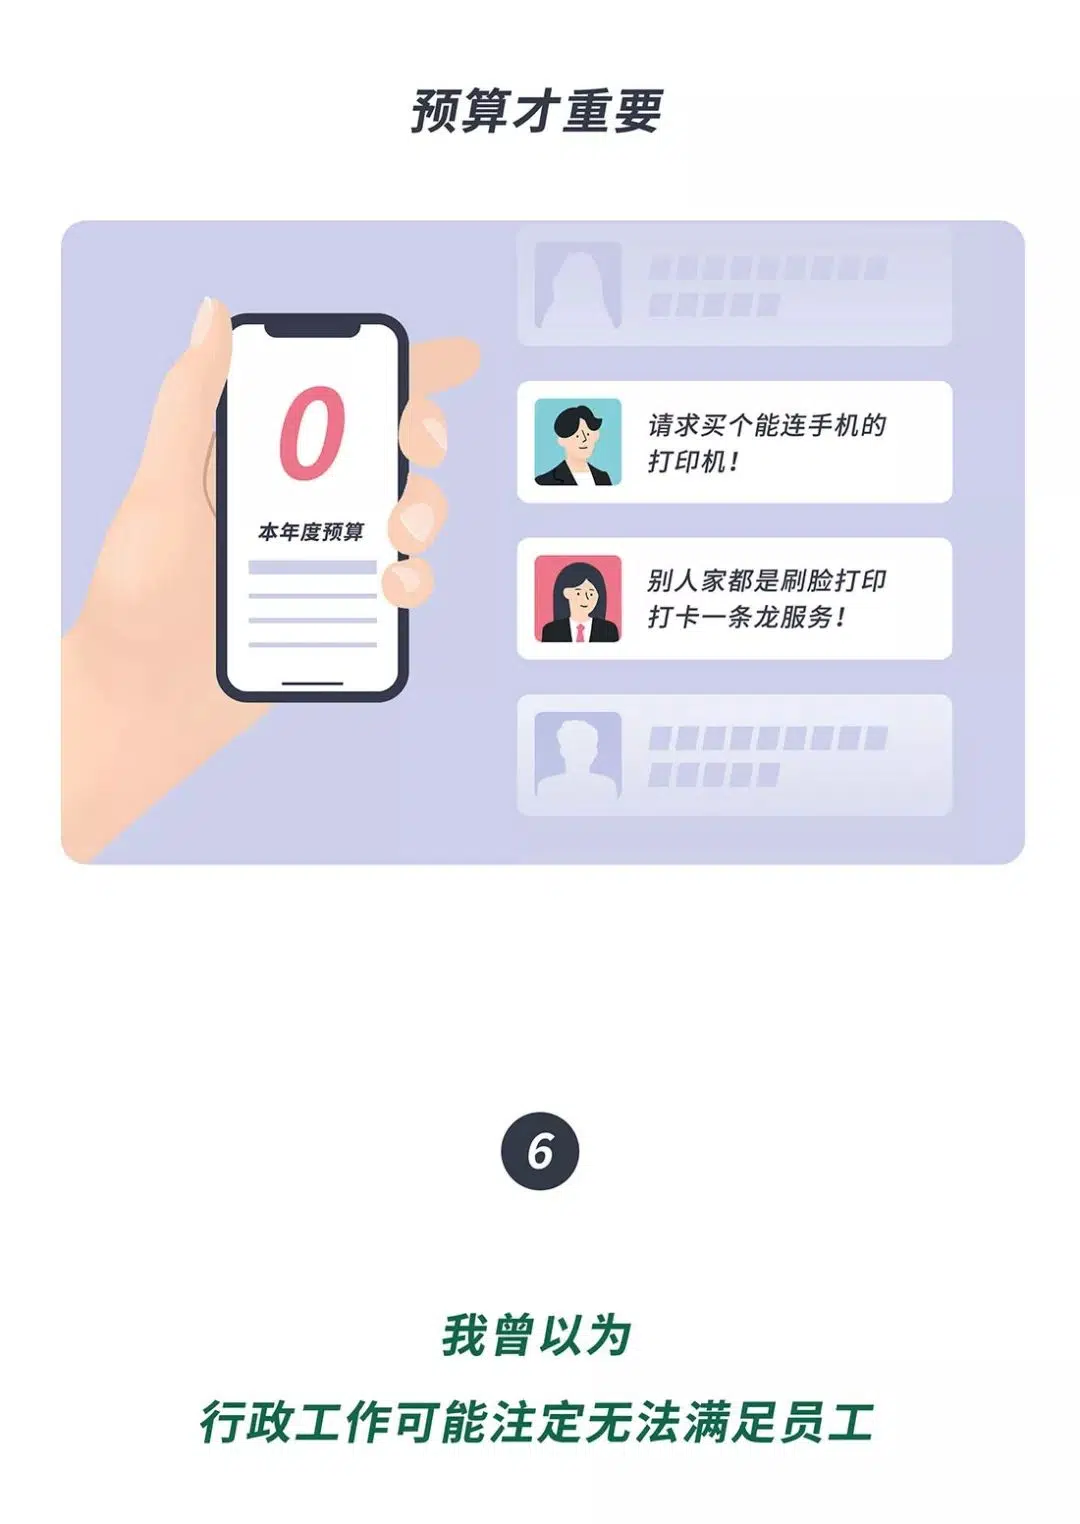 预算才重要
0
本年度预算
请求买个能连手机的
打印机！
别人家都是刷脸打印
打卡一条龙服务！
6
我曾以为
行政工作可能注定无法满足员工